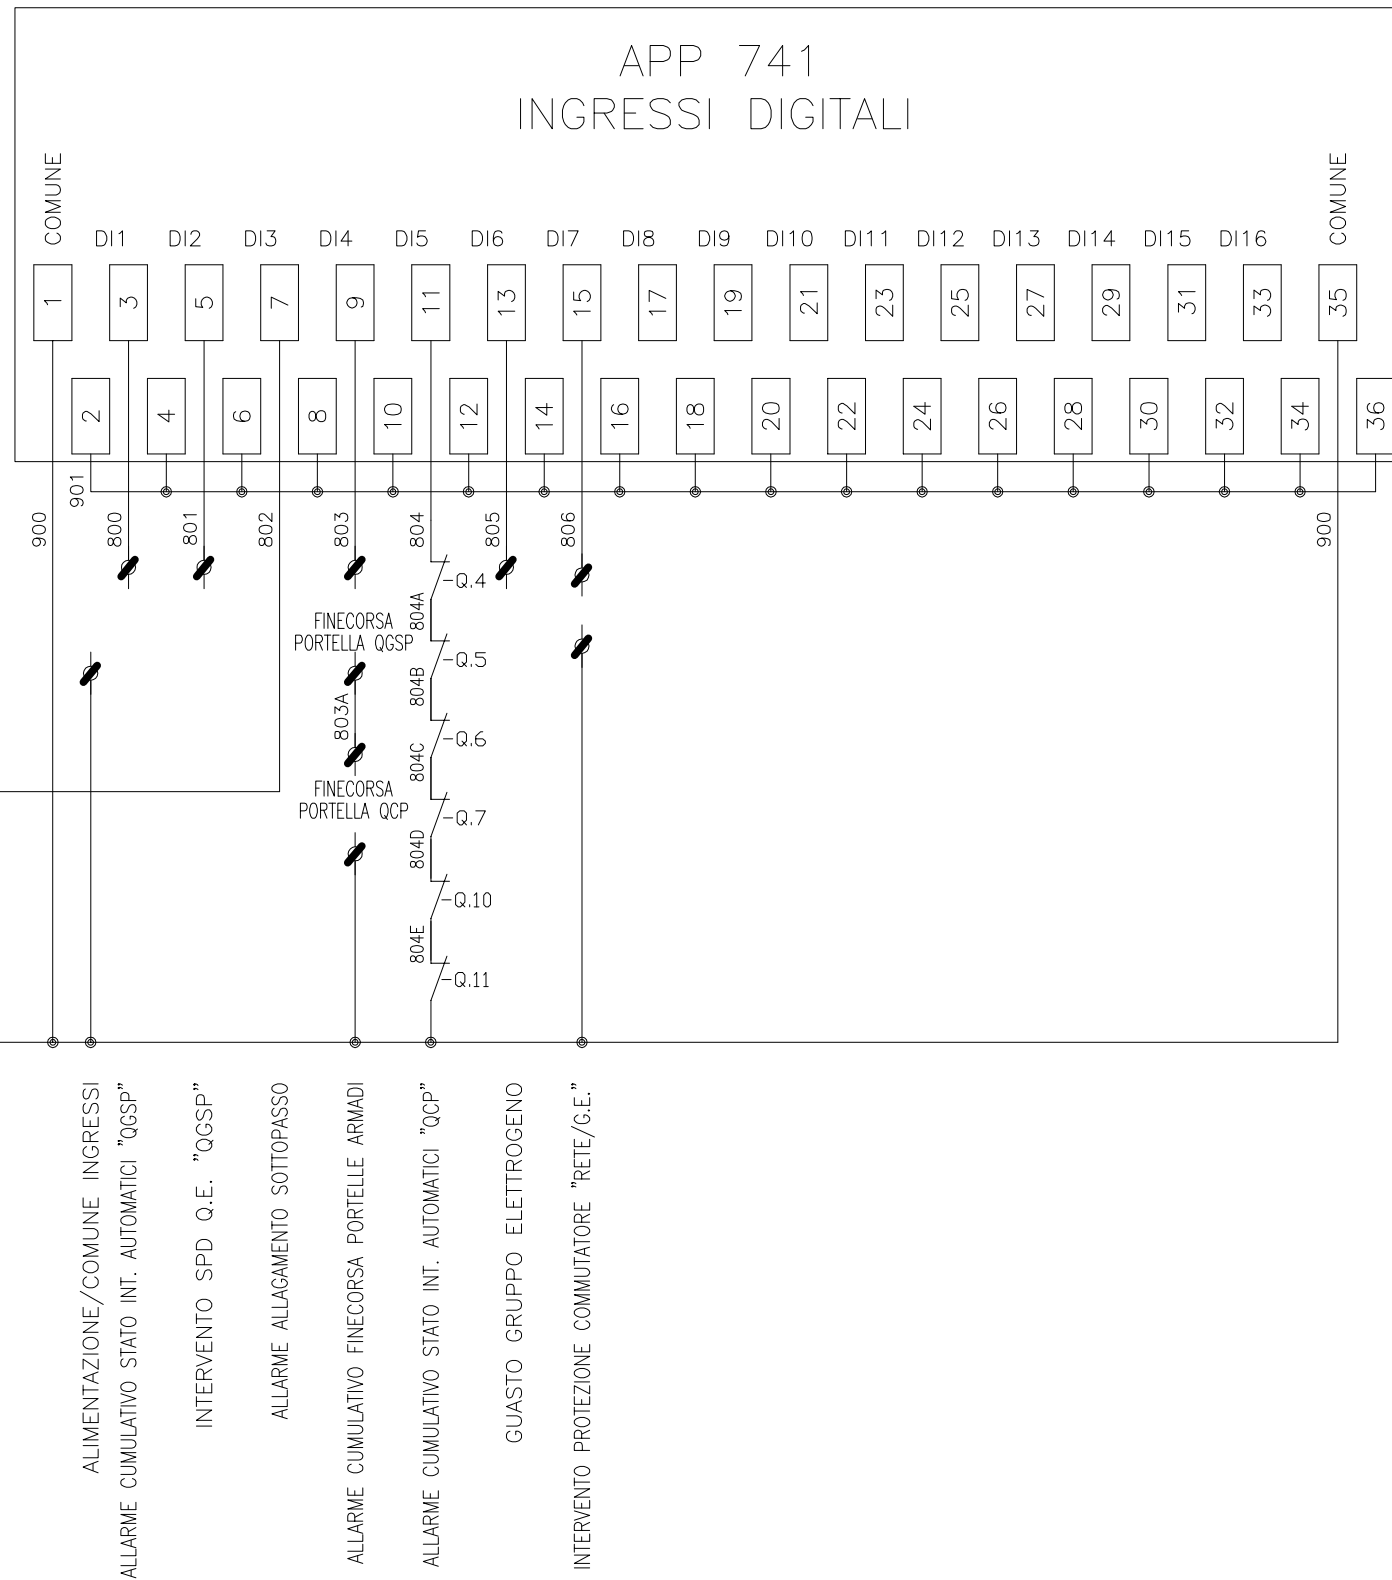 APP 741
INGRESSI DIGITALI
COMUNE
DI1 DI2 DI3 DI4 DI5 DI6 DI7 DI8 DI9 DI10 DI11 DI12 DI13 DI14 DI15 DI16
COMUNE
1 3 5 7 9 11 13 15 17 19 21 23 25 27 29 31 33 35
2 4 6 8 10 12 14 16 18 20 22 24 26 28 30 32 34 36
901
900 800 801 802 803 804 805 806 900
-Q.4
804A
FINECORSA
PORTELLA QGSP
-Q.5
804B
803A
-Q.6
804C
FINECORSA
PORTELLA QCP
-Q.7
804D
-Q.10
804E
-Q.11
ALIMENTAZIONE/COMUNE INGRESSI
ALLARME CUMULATIVO STATO INT. AUTOMATICI "QGSP"
INTERVENTO SPD Q.E. "QGSP"
ALLARME ALLAGAMENTO SOTTOPASSO
ALLARME CUMULATIVO FINECORSA PORTELLE ARMADI
ALLARME CUMULATIVO STATO INT. AUTOMATICI "QCP"
GUASTO GRUPPO ELETTROGENO
INTERVENTO PROTEZIONE COMMUTATORE "RETE/G.E."